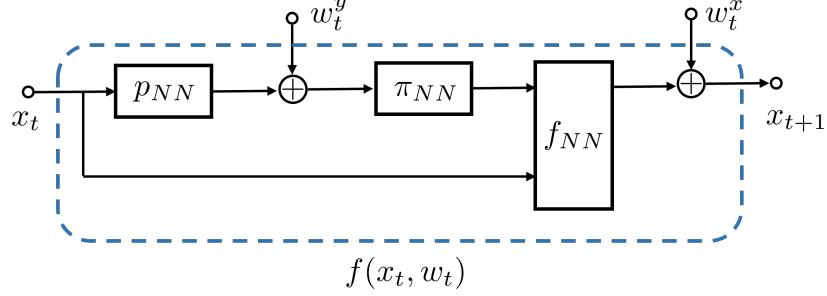 w_t^y
w_t^x
p_{NN}
π_{NN}
x_t
f_{NN}
x_{t+1}
f(x_t, w_t)